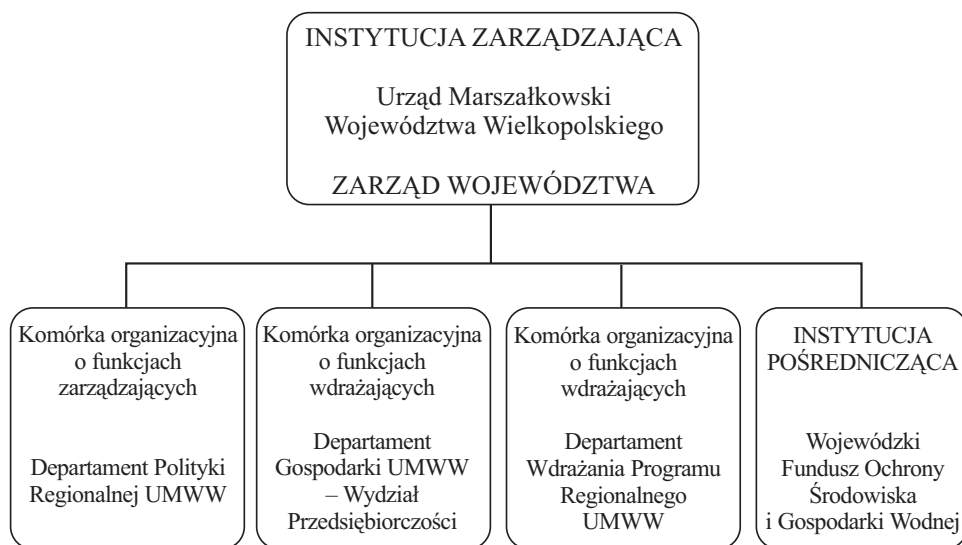 INSTYTUCJA ZARZĄDZAJĄCA
Urząd Marszałkowski
Województwa Wielkopolskiego
ZARZĄD WOJEWÓDZTWA
Komórka organizacyjna
o funkcjach
zarządzających
Departament Polityki
Regionalnej UMWW
Komórka organizacyjna
o funkcjach
wdrażających
Departament
Gospodarki UMWW
– Wydział
Przedsiębiorczości
Komórka organizacyjna
o funkcjach
wdrażających
Departament
Wdrażania Programu
Regionalnego
UMWW
INSTYTUCJA
POŚREDNICZĄCA
Wojewódzki
Fundusz Ochrony
Środowiska
i Gospodarki Wodnej